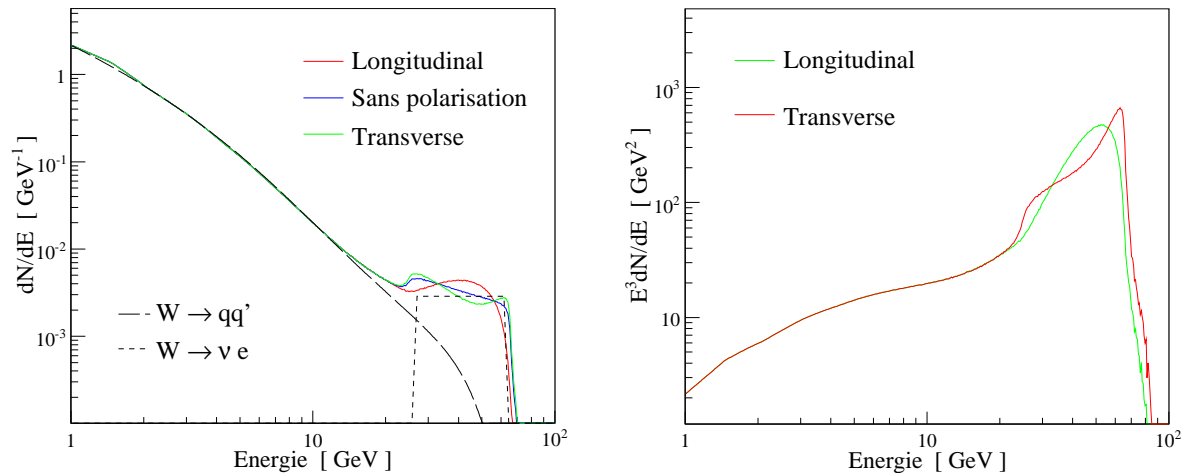 dN/dE [ GeV⁻¹ ]
1
10⁻¹
10⁻²
10⁻³
Longitudinal
Sans polarisation
Transverse
W → qq’
W → ν e
1
10
10²
Energie [ GeV ]
E³dN/dE [ GeV² ]
10³
10²
10
Longitudinal
Transverse
1
10
10²
Energie [ GeV ]